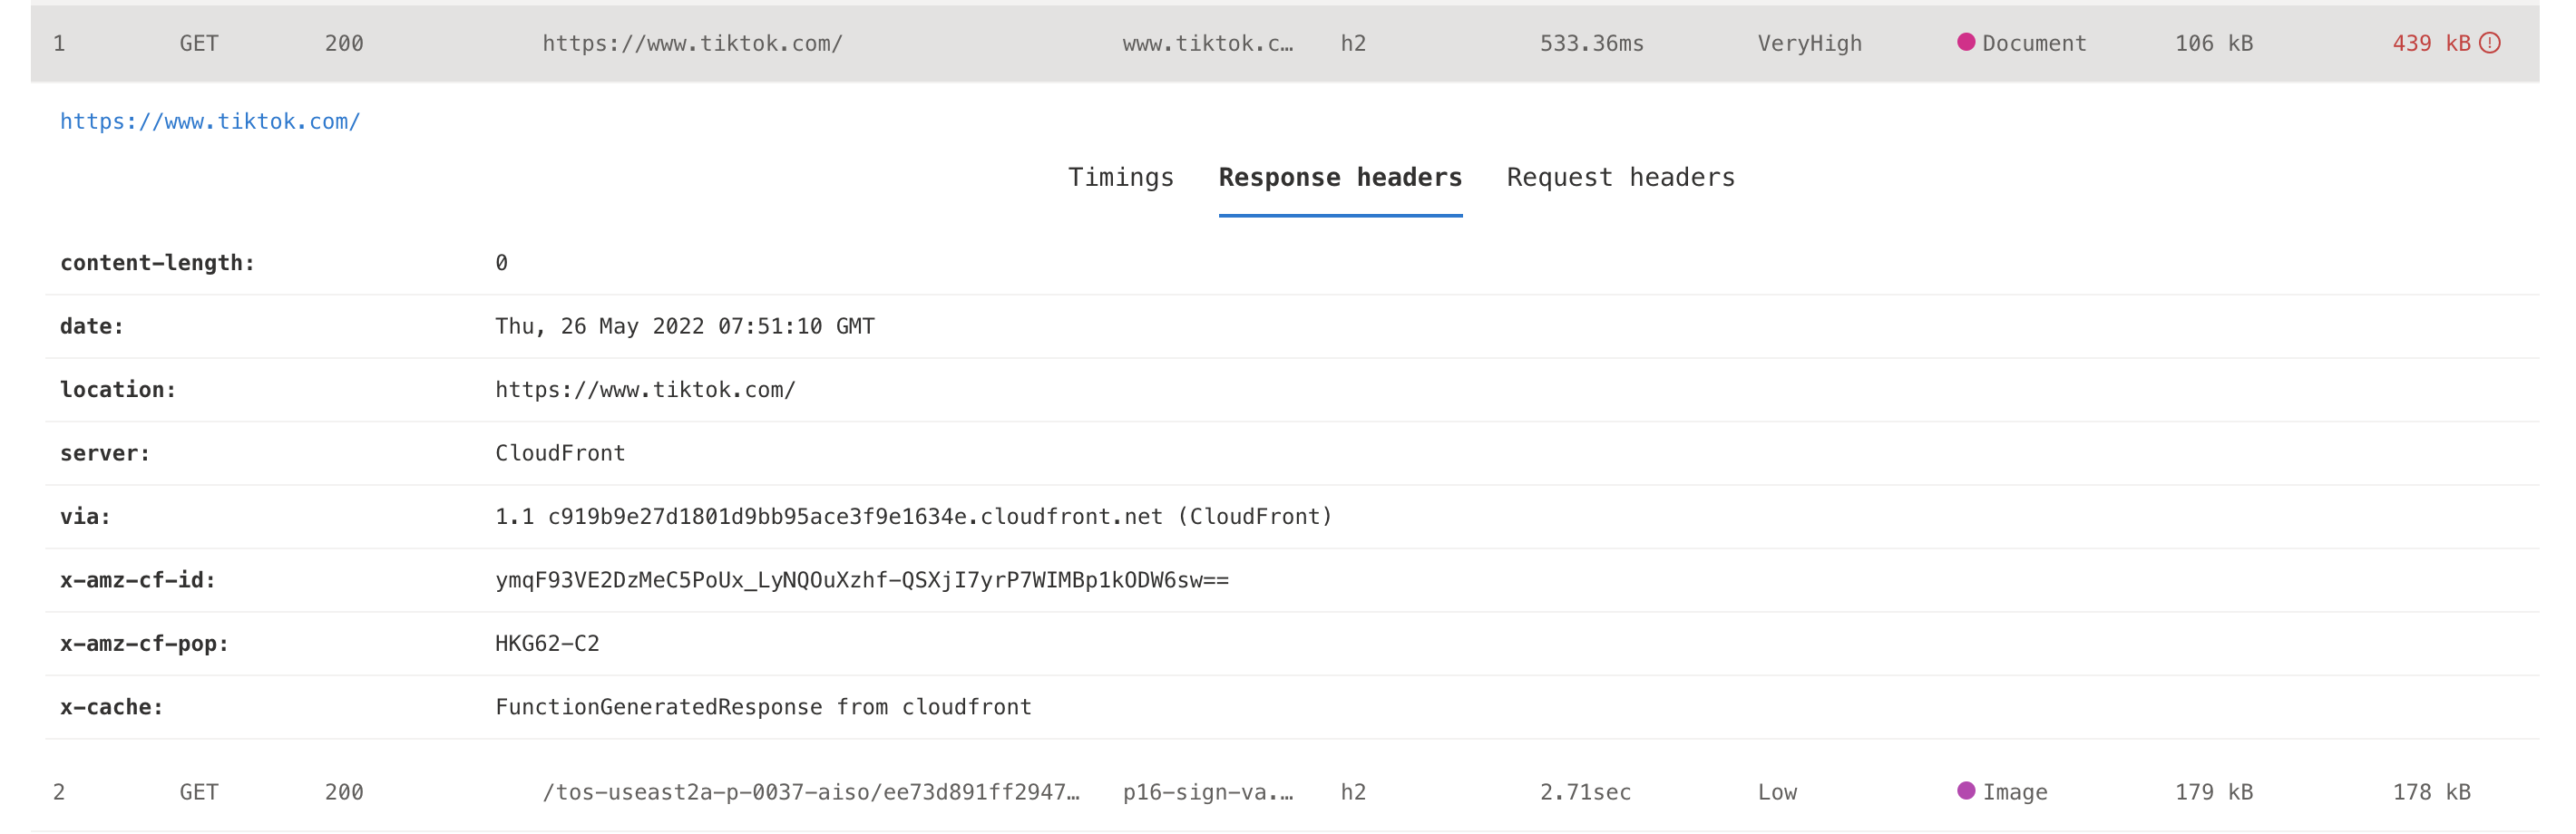 1 GET 200 https://www.tiktok.com/ www.tiktok.c… h2 533.36ms VeryHigh Document 106 kB 439 kB
https://www.tiktok.com/
Timings Response headers Request headers
content-length: 0
date: Thu, 26 May 2022 07:51:10 GMT
location: https://www.tiktok.com/
server: CloudFront
via: 1.1 c919b9e27d1801d9bb95ace3f9e1634e.cloudfront.net (CloudFront)
x-amz-cf-id: ymqF93VE2DzMeC5PoUx_LyNQOuXzhf-QSXjI7yrP7WIMBp1kODW6sw==
x-amz-cf-pop: HKG62-C2
x-cache: FunctionGeneratedResponse from cloudfront
2 GET 200 /tos-useast2a-p-0037-aiso/ee73d891ff2947… p16-sign-va.… h2 2.71sec Low Image 179 kB 178 kB